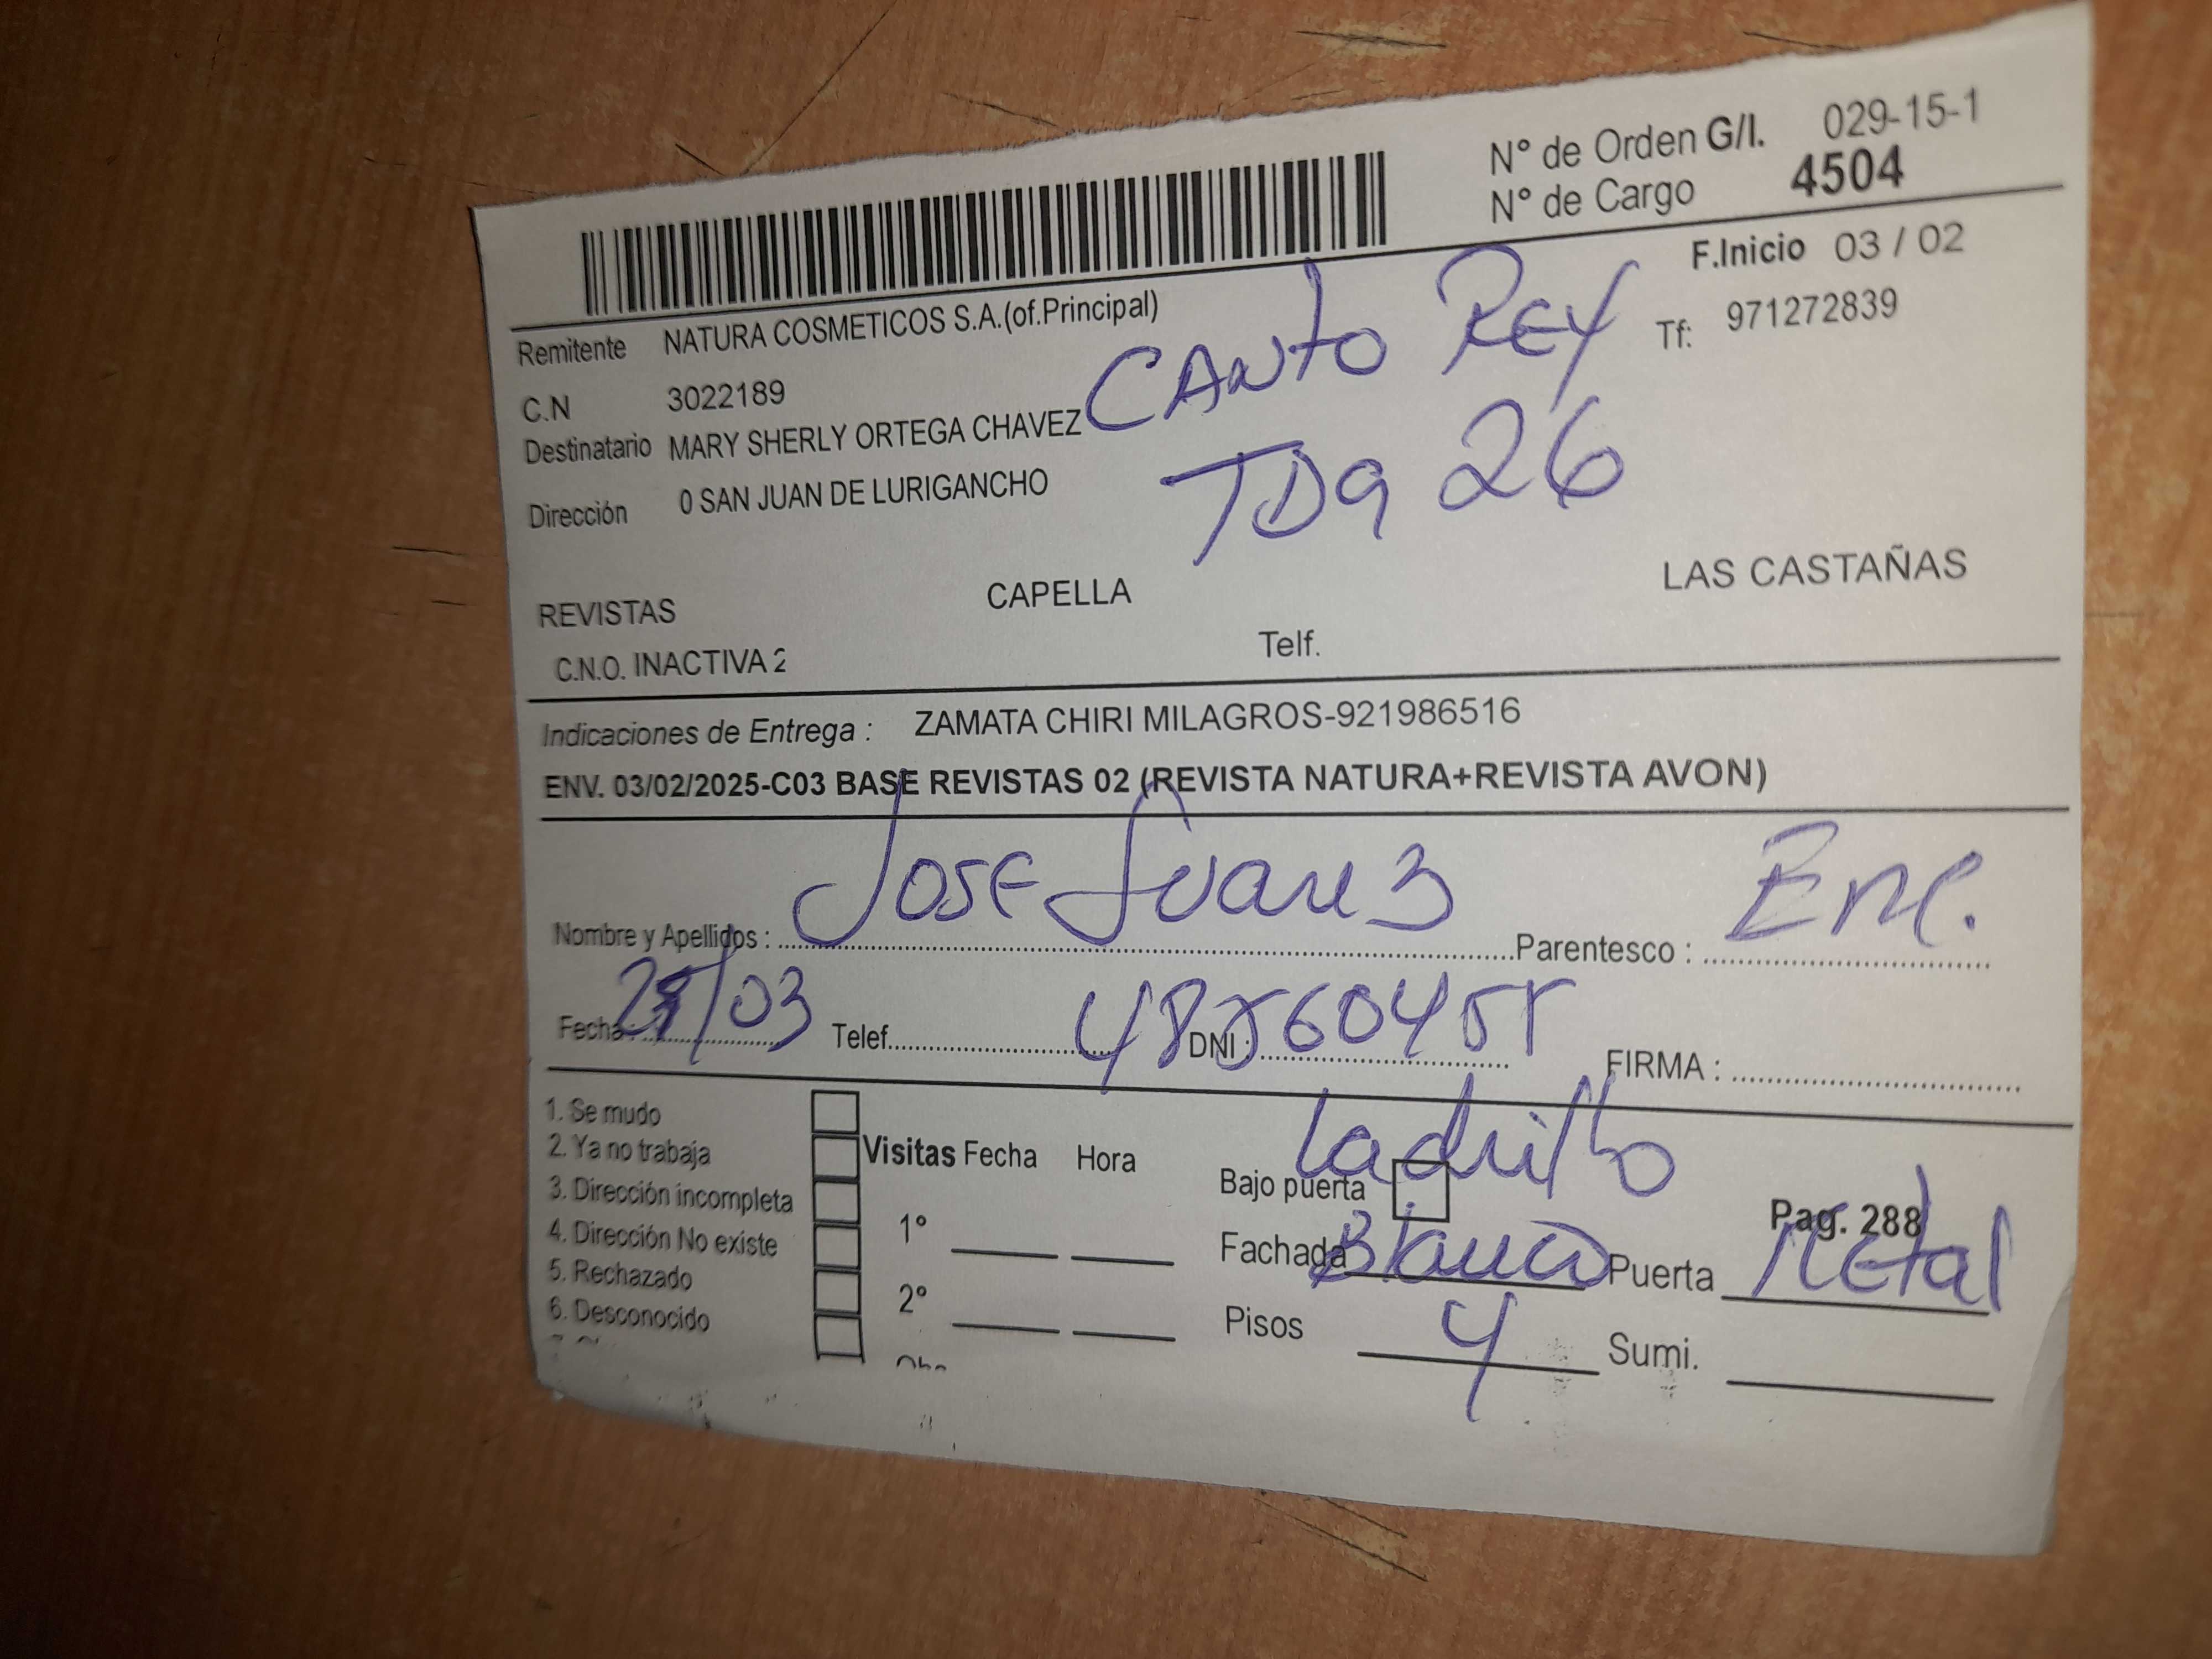 N° de Orden G/I. 029-15-1
N° de Cargo 4504
F.Inicio 03 / 02
Remitente NATURA COSMETICOS S.A.(of.Principal)
Tf: 971272839
CANTO REY
C.N 3022189
Destinatario MARY SHERLY ORTEGA CHAVEZ
26
Dirección 0 SAN JUAN DE LURIGANCHO
REVISTAS CAPELLA LAS CASTAÑAS
C.N.O. INACTIVA 2 Telf.
Indicaciones de Entrega : ZAMATA CHIRI MILAGROS-921986516
ENV. 03/02/2025-C03 BASE REVISTAS 02 (REVISTA NATURA+REVISTA AVON)
Nombre y Apellidos : Jose Suarez Parentesco : Enc.
Fecha : /03 Telef. DNI : FIRMA :
1. Se mudo
2. Ya no trabaja
3. Dirección incompleta
4. Dirección No existe
5. Rechazado
6. Desconocido
Visitas Fecha Hora
1°
2°
Ladrillo
Bajo puerta
Pag. 288
Fachada Blanco Puerta Metal
Pisos 4 Sumi.